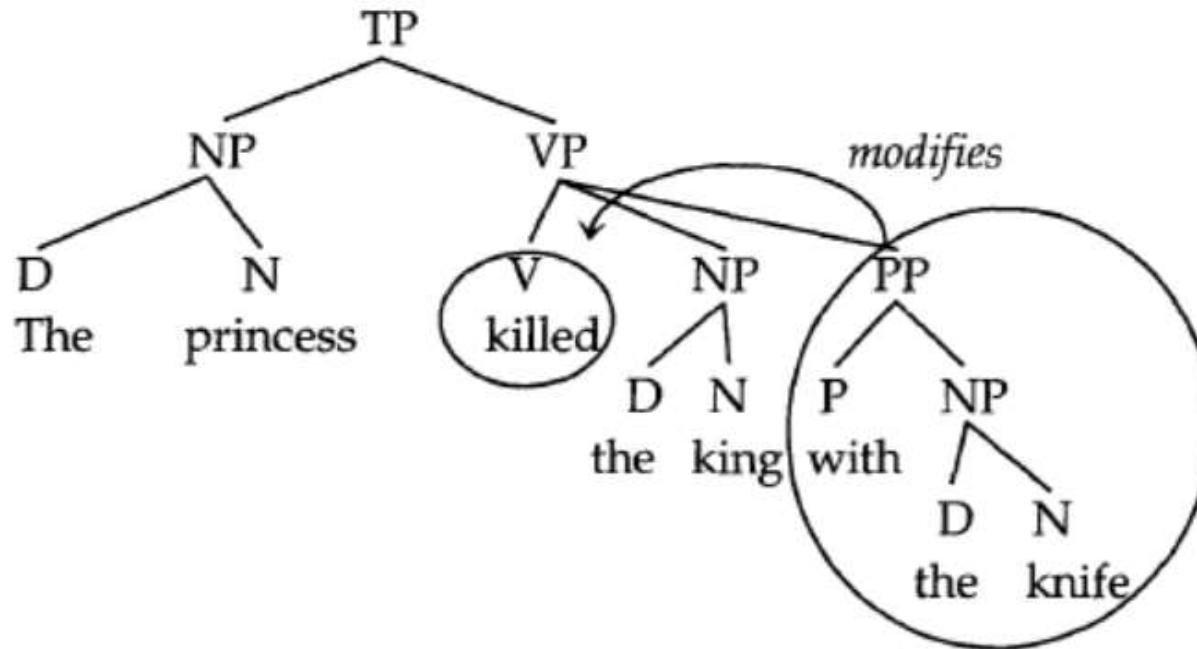 TP
NP VP modifies
D N V NP PP
The princess killed
D N P NP
the king with
D N
the knife